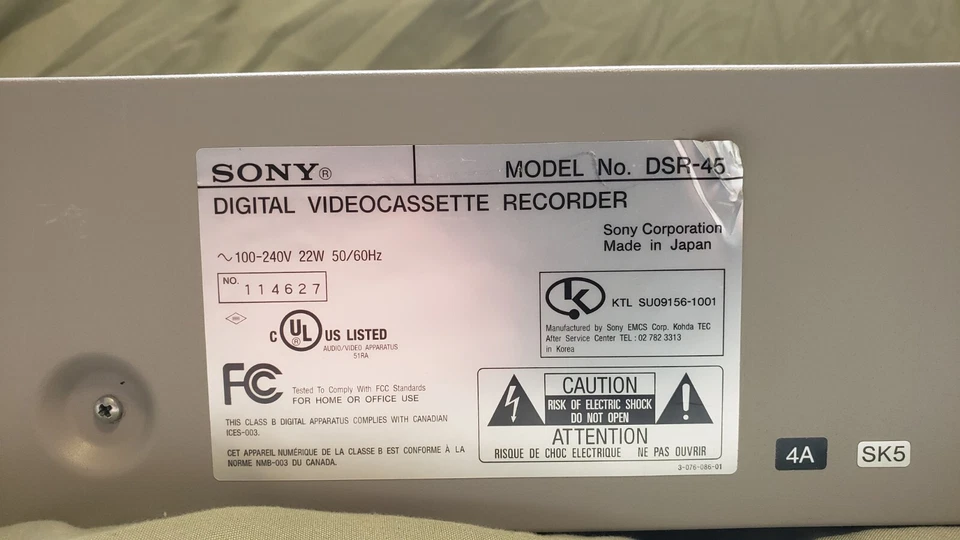 SONY® MODEL No. DSR-45
DIGITAL VIDEOCASSETTE RECORDER
Sony Corporation
Made in Japan
~100-240V 22W 50/60Hz
NO. 114627
C UL® US LISTED
AUDIO/VIDEO APPARATUS
51RA
FCC Tested To Comply With FCC Standards
FOR HOME OR OFFICE USE
THIS CLASS B DIGITAL APPARATUS COMPLIES WITH CANADIAN
ICES-003.
CET APPAREIL NUMÉRIQUE DE LA CLASSE B EST CONFORME À LA
NORME NMB-003 DU CANADA.
KTL SU09156-1001
Manufactured by Sony EMCS Corp. Kohda TEC
After Service Center TEL : 02 782 3313
in Korea
CAUTION
RISK OF ELECTRIC SHOCK
DO NOT OPEN
ATTENTION
RISQUE DE CHOC ELECTRIQUE NE PAS OUVRIR
3-076-086-01
4A
SK5